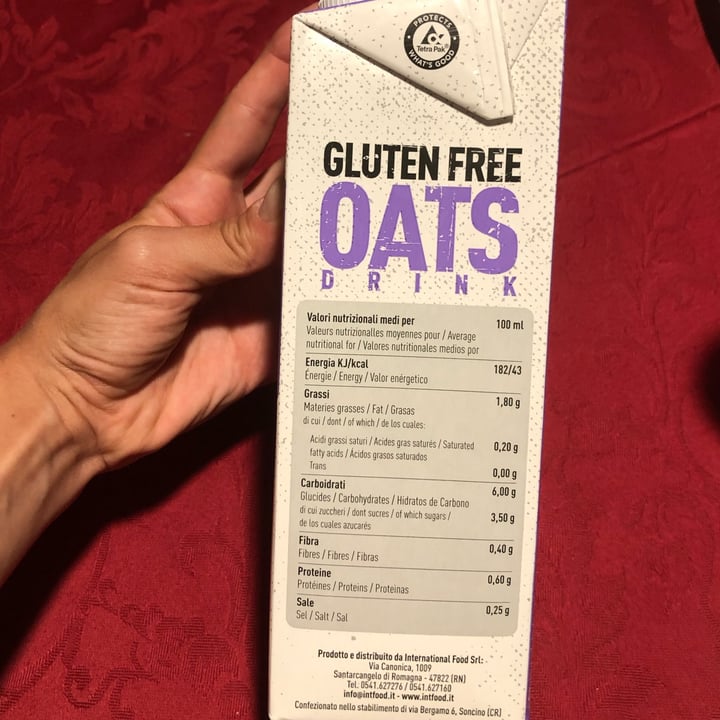 PROTECTS
Tetra Pak®
WHAT'S GOOD
GLUTEN FREE
OATS
DRINK
Valori nutrizionali medi per 100 ml
Valeurs nutritionalles moyennes pour / Average
nutritional for / Valores nutritionales medios por
Energia KJ/kcal 182/43
Énergie / Energy / Valor enérgetico
Grassi 1,80 g
Materies grasses / Fat / Grasas
di cui / dont / of which / de los cuales:
Acidi grassi saturi / Acides gras saturés / Saturated 0,20 g
fatty acids / Ácidos grasos saturados
Trans 0,00 g
Carboidrati 6,00 g
Glucides / Carbohydrates / Hidratos de Carbono
di cui zuccheri / dont sucres / of which sugars / 3,50 g
de los cuales azucarés
Fibra 0,40 g
Fibres / Fibres / Fibras
Proteine 0,60 g
Protéines / Proteins / Proteinas
Sale 0,25 g
Sel / Salt / Sal
Prodotto e distribuito da International Food Srl:
Via Canonica, 1009
Santarcangelo di Romagna - 47822 (RN)
Tel. 0541.627276 / 0541.627160
info@intfood.it - www.intfood.it
Confezionato nello stabilimento di via Bergamo 6, Soncino (CR)